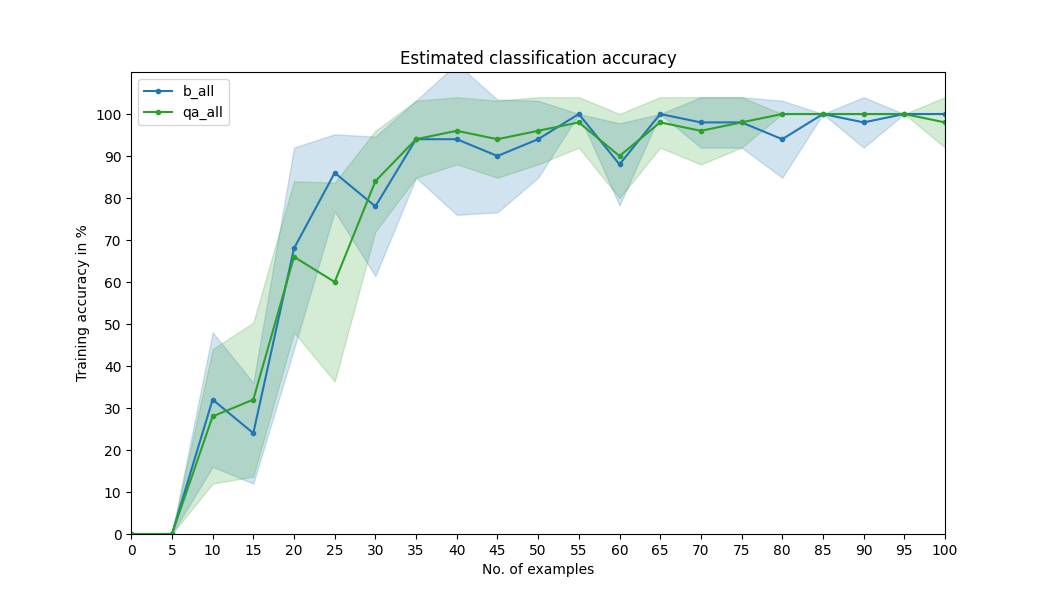 Estimated classification accuracy
b_all
qa_all
Training accuracy in %
100
90
80
70
60
50
40
30
20
10
0
0 5 10 15 20 25 30 35 40 45 50 55 60 65 70 75 80 85 90 95 100
No. of examples